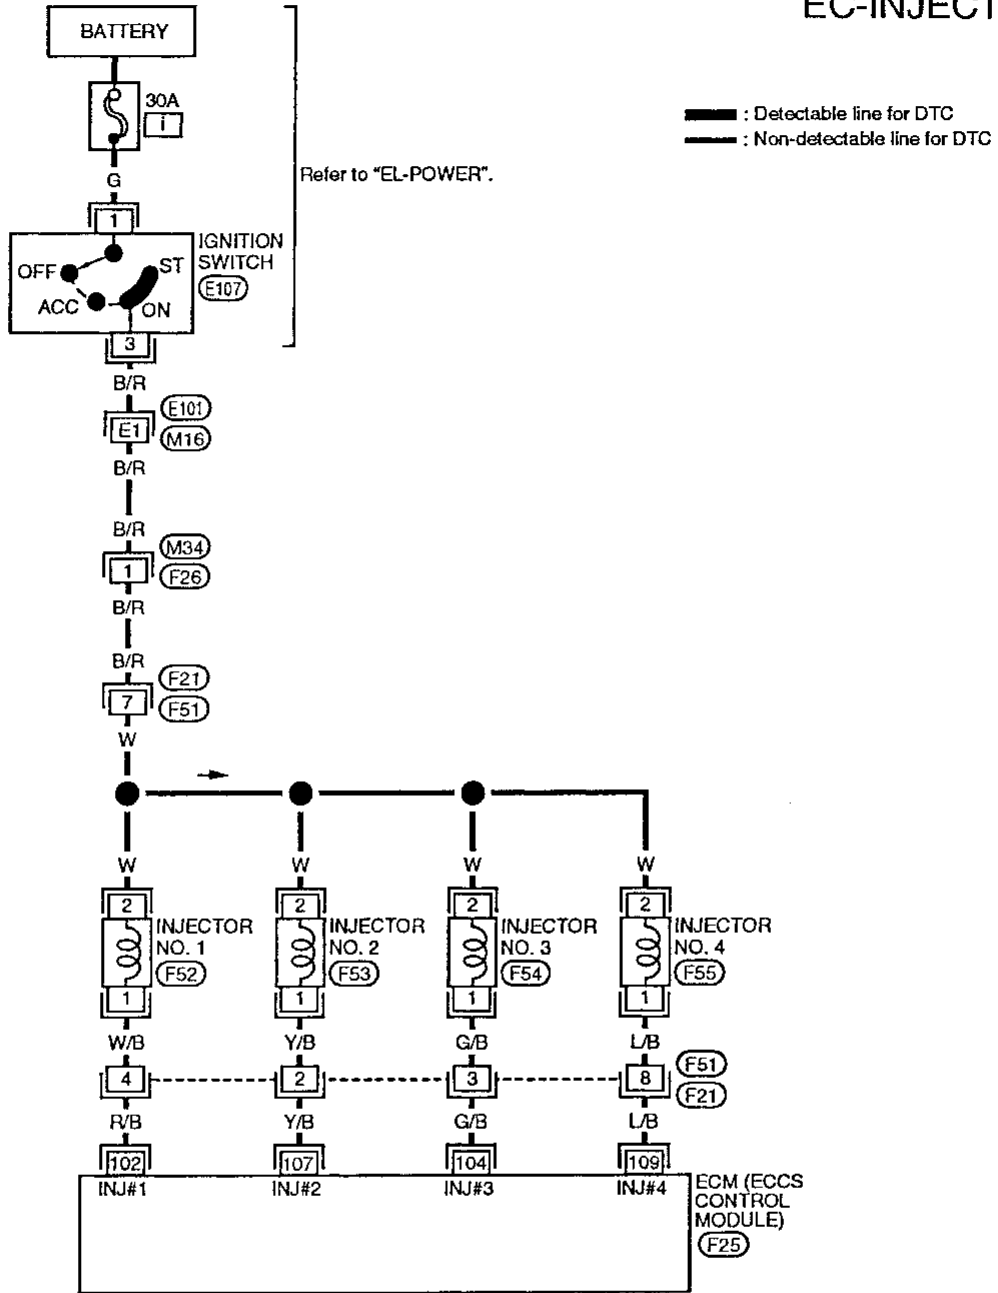 EC-INJECT
BATTERY
30A
i
: Detectable line for DTC
: Non-detectable line for DTC
G
Refer to "EL-POWER".
1
IGNITION
SWITCH
E107
OFF
ST
ACC
ON
3
B/R
E101
E1
M16
B/R
B/R
M34
1
F26
B/R
B/R
F21
7
F51
W
W W W W
2 2 2 2
INJECTOR
NO. 1
F52
INJECTOR
NO. 2
F53
INJECTOR
NO. 3
F54
INJECTOR
NO. 4
F55
1 1 1 1
W/B Y/B G/B L/B
4 2 3 8
F51
F21
R/B Y/B G/B L/B
102 107 104 109
INJ#1 INJ#2 INJ#3 INJ#4
ECM (ECCS
CONTROL
MODULE)
F25